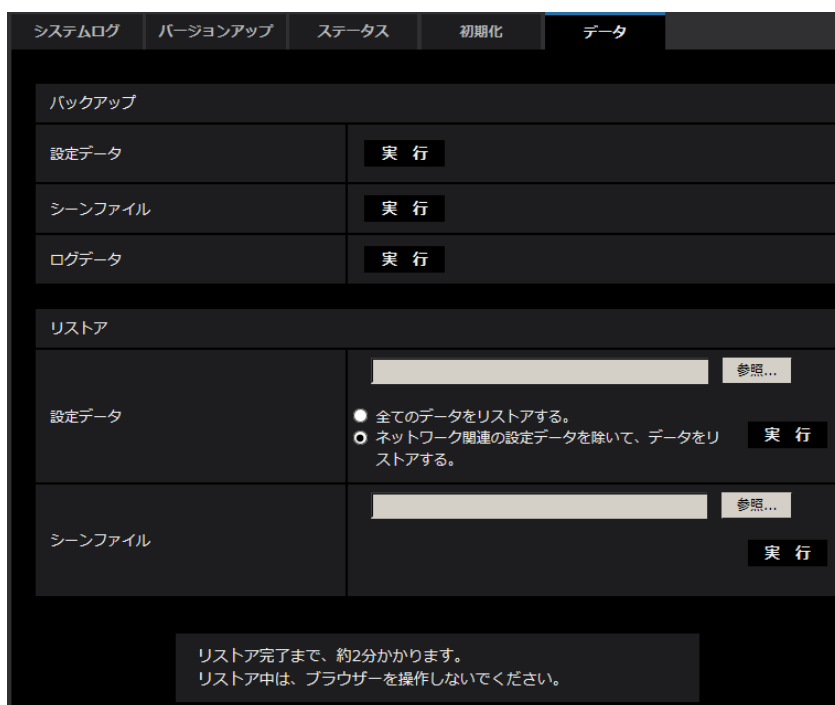 システムログ バージョンアップ ステータス 初期化 データ
バックアップ
設定データ 実 行
シーンファイル 実 行
ログデータ 実 行
リストア
参照...
設定データ
全てのデータをリストアする。
ネットワーク関連の設定データを除いて、データをリ
ストアする。
実 行
参照...
シーンファイル
実 行
リストア完了まで、約2分かかります。
リストア中は、ブラウザーを操作しないでください。